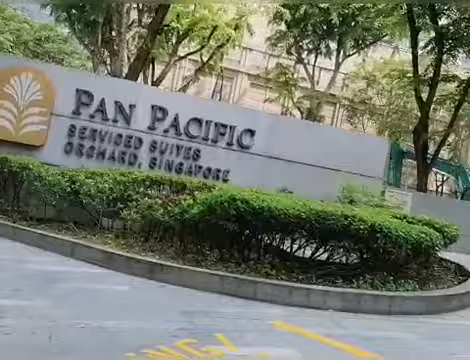 PAN PACIFIC
SERVICED SUITES
ORCHARD, SINGAPORE